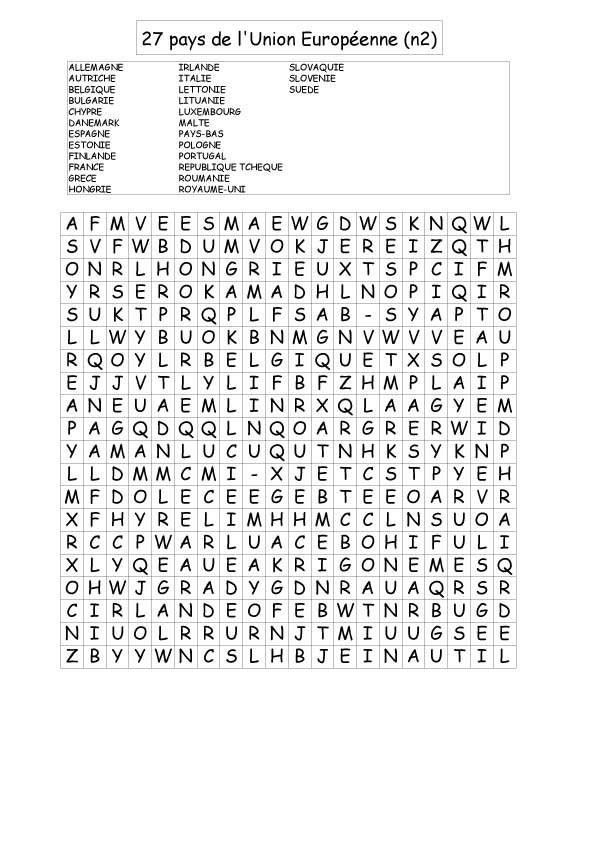 27 pays de l'Union Européenne (n2)
ALLEMAGNE IRLANDE SLOVAQUIE
AUTRICHE ITALIE SLOVENIE
BELGIQUE LETTONIE SUEDE
BULGARIE LITUANIE
CHYPRE LUXEMBOURG
DANEMARK MALTE
ESPAGNE PAYS-BAS
ESTONIE POLOGNE
FINLANDE PORTUGAL
FRANCE REPUBLIQUE TCHEQUE
GRECE ROUMANIE
HONGRIE ROYAUME-UNI
A F M V E E S M A E W G D W S K N Q W L
S V F W B D U M V O K J E R E I Z Q T H
O N R L H O N G R I E U X T S P C I F M
Y R S E R O K A M A D H L N O P I Q I R
S U K T P R Q P L F S A B - S Y A P T O
L L W Y B U O K B N M G N V W V V E A U
R Q O Y L R B E L G I Q U E T X S O L P
E J J V T L Y L I F B F Z H M P L A I P
A N E U A E M L I N R X Q L A A G Y E M
P A G Q D Q Q L N Q O A R G R E R W I D
Y A M A N L U C U Q U T N H K S Y K N P
L L D M M C M I - X J E T C S T P Y E H
M F D O L E C E E G E B T E E O A R V R
X F H Y R E L I M H H M C C L N S U O A
R C C P W A R L U A C E B O H I F U L I
X L Y Q E A U E A K R I G O N E M E S Q
O H W J G R A D Y G D N R A U A Q R S R
C I R L A N D E O F E B W T N R B U G D
N I U O L R R U R N J T M I U U G S E E
Z B Y Y W N C S L H B J E I N A U T I L